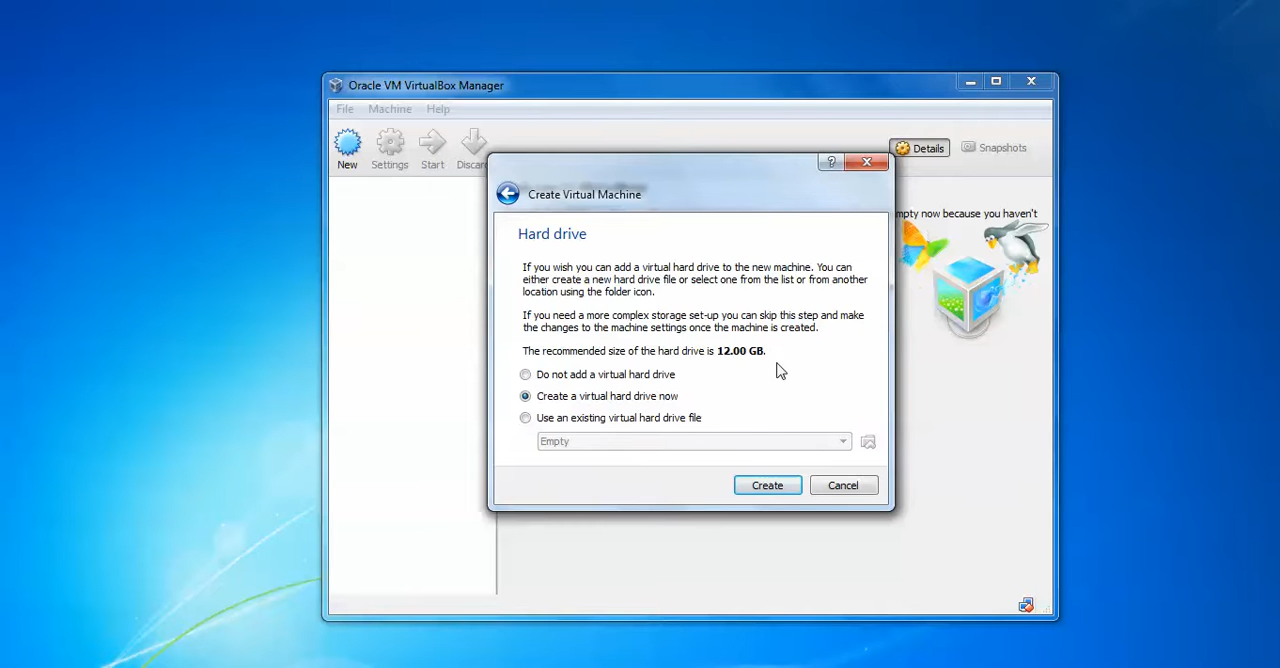 Oracle VM VirtualBox Manager
File Machine Help
New Settings Start Discar
Details Snapshots
?
Create Virtual Machine
mpty now because you haven't
Hard drive
If you wish you can add a virtual hard drive to the new machine. You can
either create a new hard drive file or select one from the list or from another
location using the folder icon.
If you need a more complex storage set-up you can skip this step and make
the changes to the machine settings once the machine is created.
The recommended size of the hard drive is 12.00 GB.
Do not add a virtual hard drive
Create a virtual hard drive now
Use an existing virtual hard drive file
Empty
Create Cancel